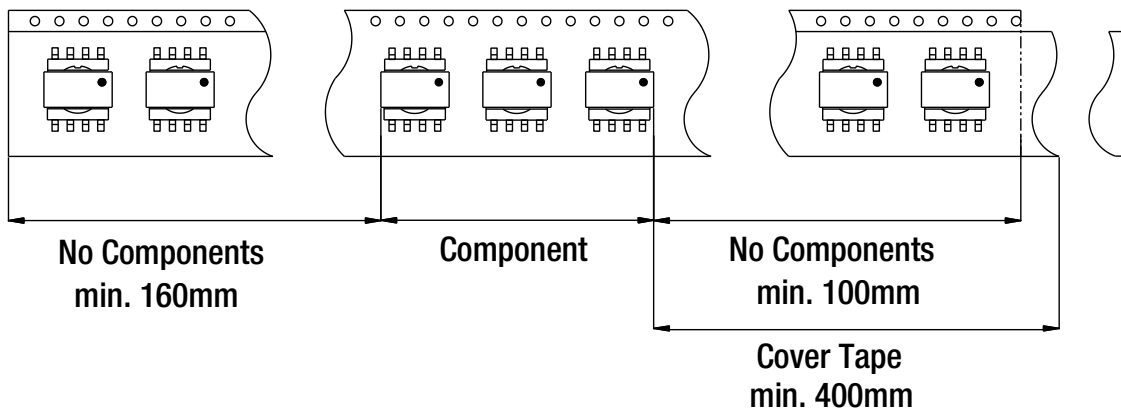 No Components
min. 160mm
Component
No Components
min. 100mm
Cover Tape
min. 400mm